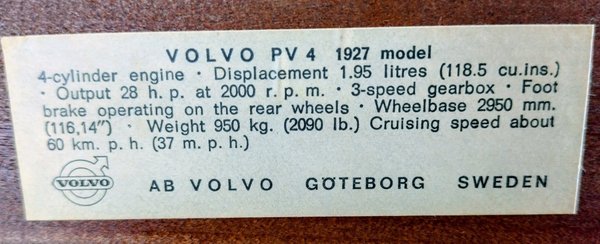 VOLVO PV 4 1927 model
4-cylinder engine · Displacement 1.95 litres (118.5 cu.ins.)
· Output 28 h. p. at 2000 r. p. m. · 3-speed gearbox · Foot
brake operating on the rear wheels · Wheelbase 2950 mm.
(116,14″) · Weight 950 kg. (2090 lb.) Cruising speed about
60 km. p. h. (37 m. p. h.)
VOLVO AB VOLVO GÖTEBORG SWEDEN